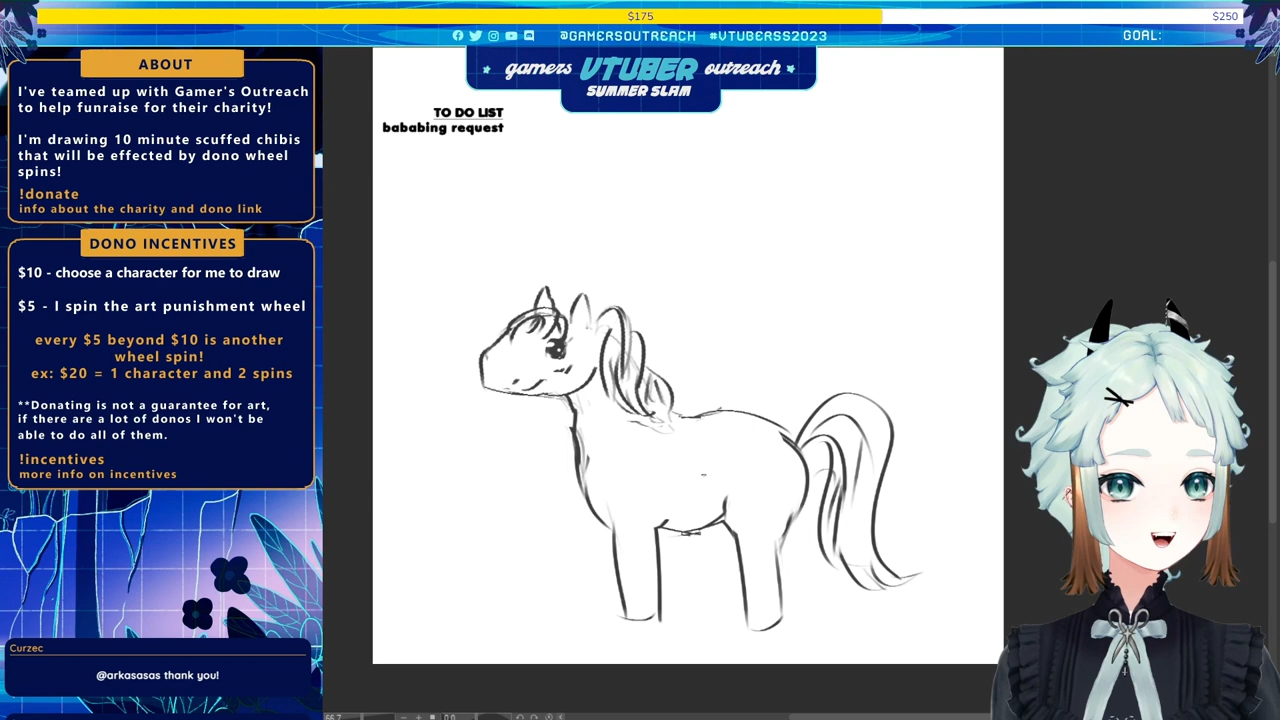 $175
$250
@GAMERSOUTREACH #VTUBERSS2023
GOAL:
gamers VTUBER outreach
SUMMER SLAM
ABOUT
I've teamed up with Gamer's Outreach
to help funraise for their charity!
I'm drawing 10 minute scuffed chibis
that will be effected by dono wheel
spins!
!donate
info about the charity and dono link
DONO INCENTIVES
$10 - choose a character for me to draw
$5 - I spin the art punishment wheel
every $5 beyond $10 is another
wheel spin!
ex: $20 = 1 character and 2 spins
**Donating is not a guarantee for art,
if there are a lot of donos I won't be
able to do all of them.
!incentives
more info on incentives
Curzec
@arkasasas thank you!
TO DO LIST
bababing request
66.7
0.0